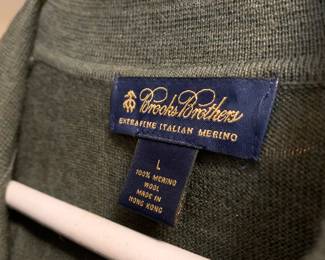 Brooks Brothers
EXTRAFINE ITALIAN MERINO
L
100% MERINO
WOOL
MADE IN
HONG KONG